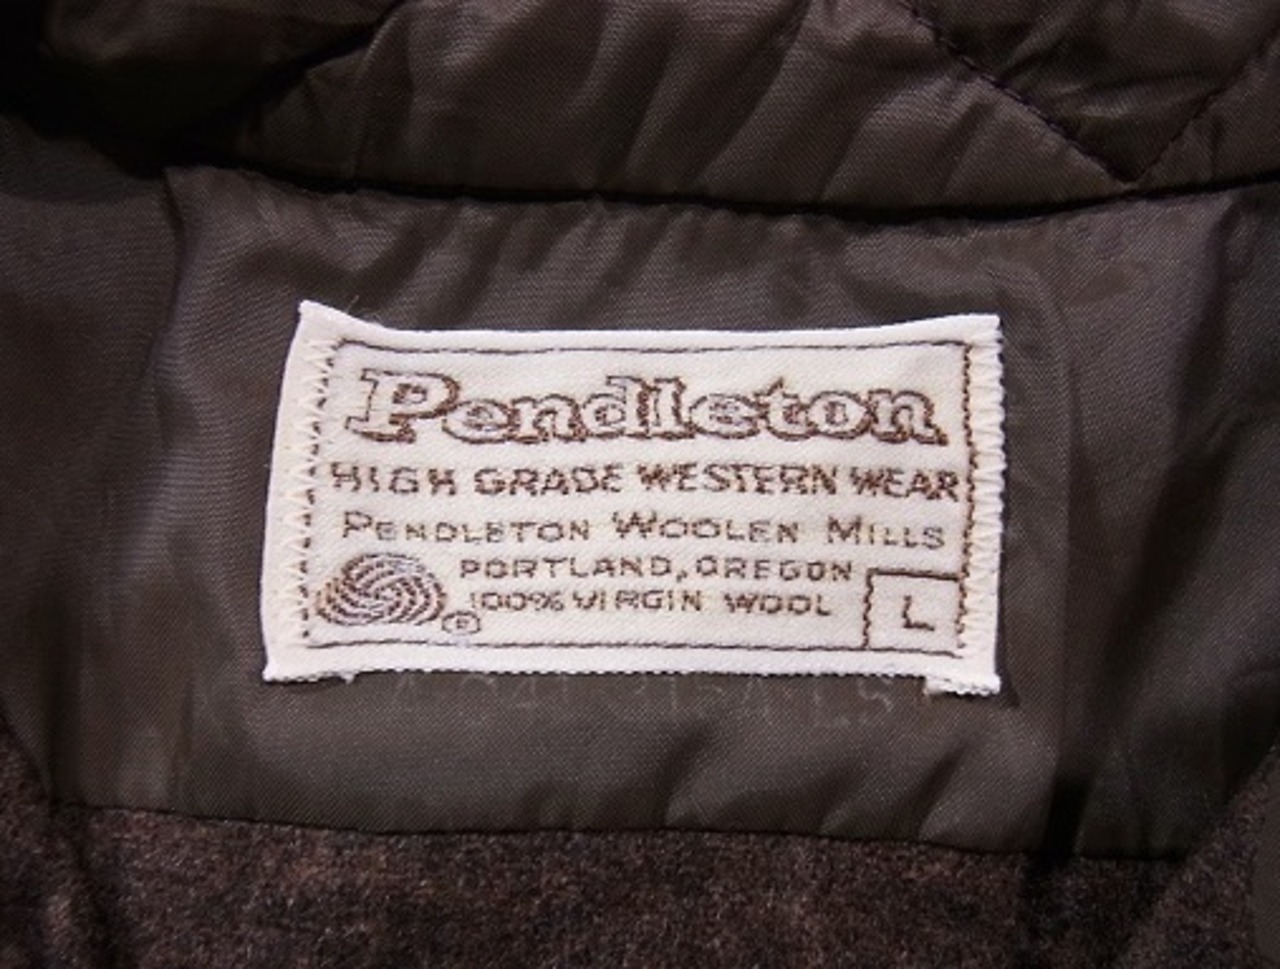 Pendleton
HIGH GRADE WESTERN WEAR
PENDLETON WOOLEN MILLS
PORTLAND, OREGON
® 100% VIRGIN WOOL
L